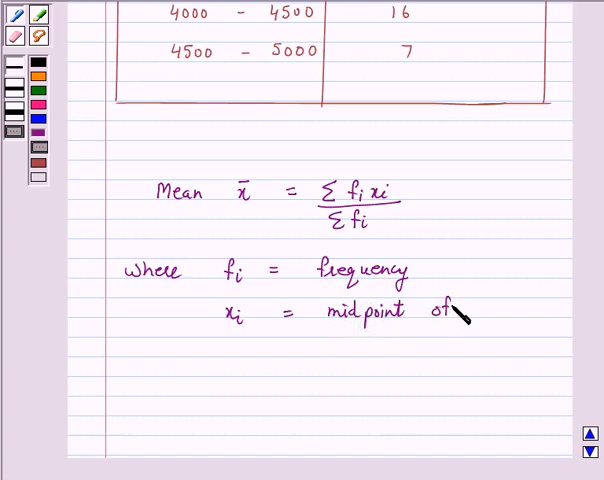 4000 - 4500 16
4500 - 5000 7
Mean x̄ = Σ fi xi / Σ fi
where fi = frequency
xi = midpoint of